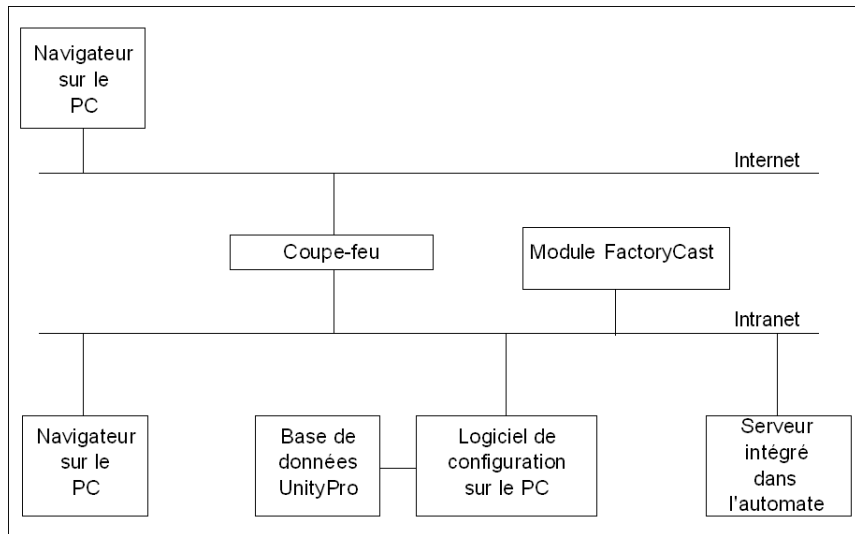 Navigateur
sur le
PC
Internet
Coupe-feu
Module FactoryCast
Intranet
Navigateur
sur le
PC
Base de
données
UnityPro
Logiciel de
configuration
sur le PC
Serveur
intégré
dans
l'automate